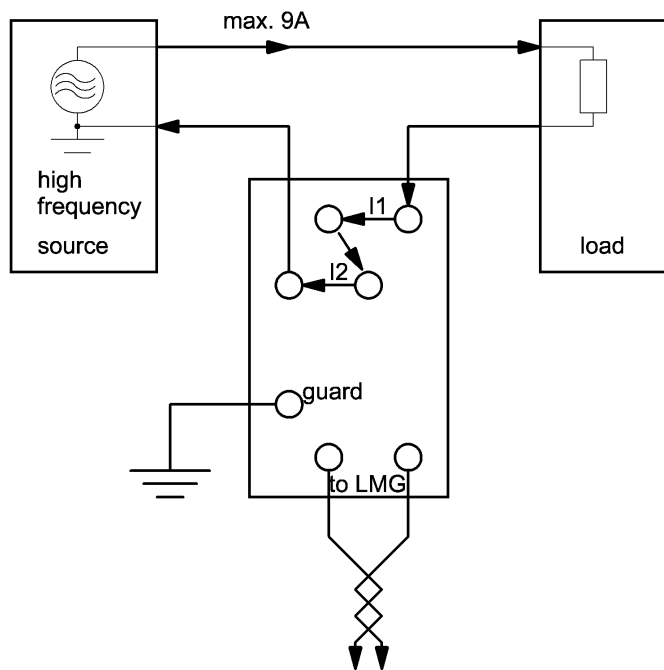 max. 9A
high
frequency
source
load
I1
I2
guard
to LMG